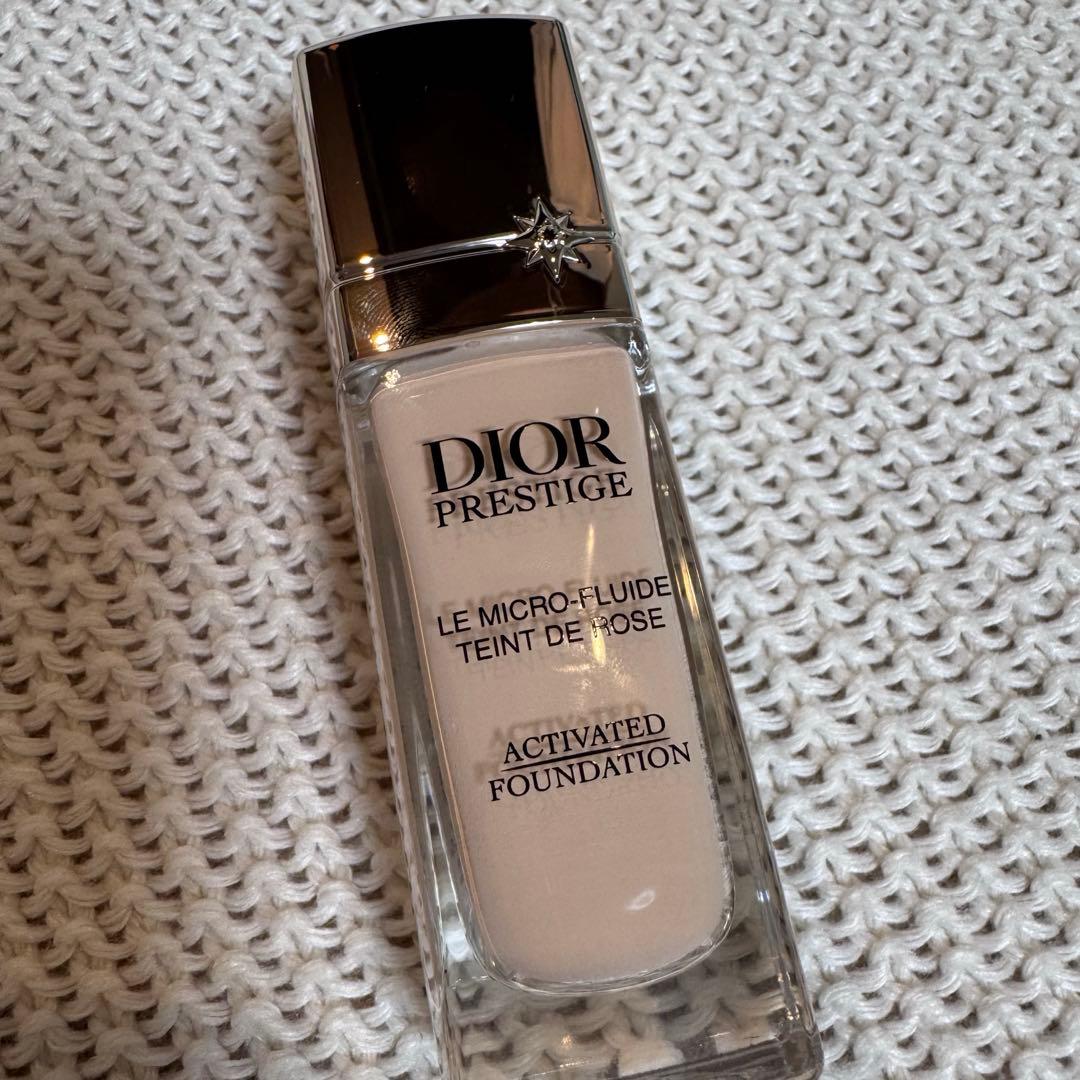 DIOR
PRESTIGE
LE MICRO-FLUIDE
TEINT DE ROSE
ACTIVATED
FOUNDATION